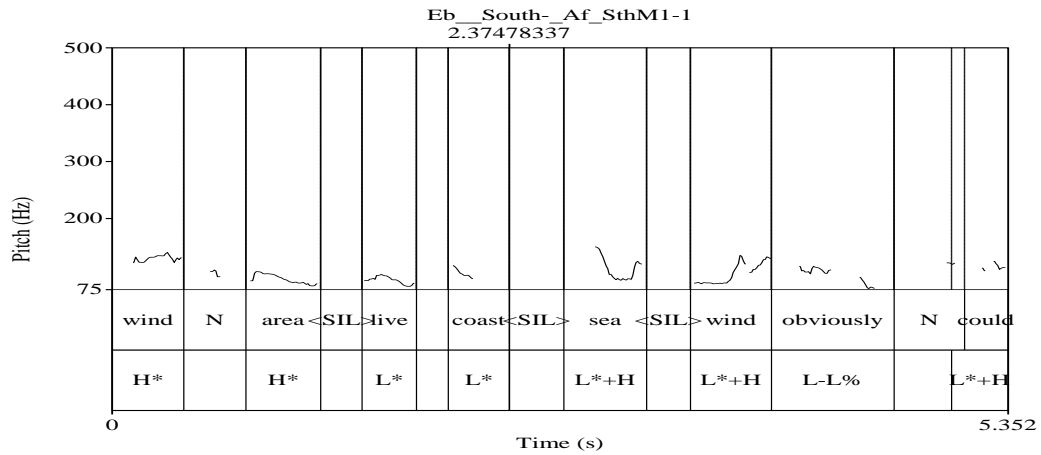 Eb__South-_Af_SthM1-1
2.37478337
500
400
300
200
75
Pitch (Hz)
wind N area <SIL> live coast <SIL> sea <SIL> wind obviously N could
H* H* L* L* L*+H L*+H L-L% L*+H
0 5.352
Time (s)